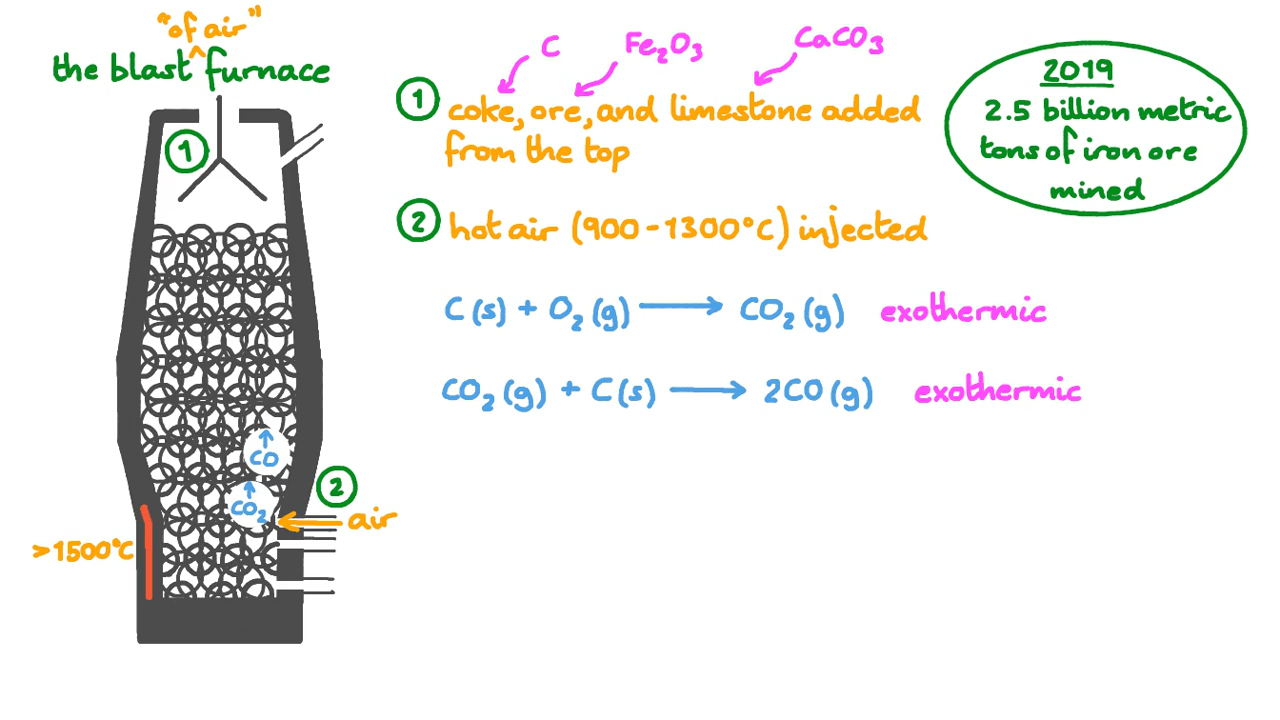 "of air"
the blast ^ furnace
1
CO
CO₂
2
air
>1500°C
C
Fe₂O₃
CaCO₃
1 coke, ore, and limestone added
from the top
2 hot air (900-1300°C) injected
C(s) + O₂(g) ⟶ CO₂(g) exothermic
CO₂(g) + C(s) ⟶ 2CO(g) exothermic
2019
2.5 billion metric
tons of iron ore
mined